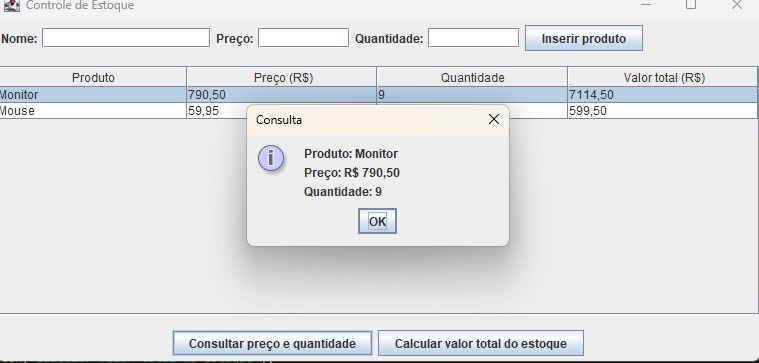 Controle de Estoque
Nome: Preço: Quantidade: Inserir produto
Produto Preço (R$) Quantidade Valor total (R$)
Monitor 790,50 9 7114,50
Mouse 59,95 599,50
Consulta
Produto: Monitor
Preço: R$ 790,50
Quantidade: 9
OK
Consultar preço e quantidade Calcular valor total do estoque